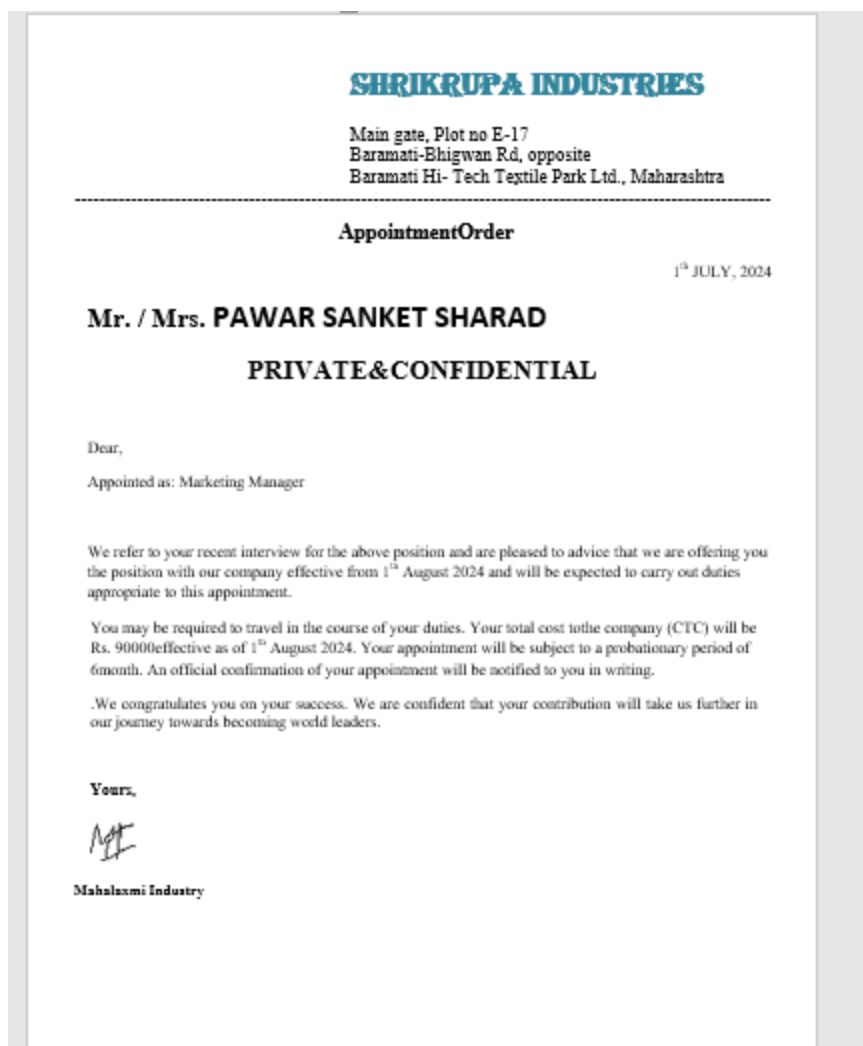 SHRIKRUPA INDUSTRIES
Main gate, Plot no E-17
Baramati-Bhigwan Rd, opposite
Baramati Hi- Tech Textile Park Ltd., Maharashtra
--------------------------------------------------------------------------------
AppointmentOrder
1th JULY, 2024
Mr. / Mrs. PAWAR SANKET SHARAD
PRIVATE&CONFIDENTIAL
Dear,
Appointed as: Marketing Manager
We refer to your recent interview for the above position and are pleased to advice that we are offering you
the position with our company effective from 1th August 2024 and will be expected to carry out duties
appropriate to this appointment.
You may be required to travel in the course of your duties. Your total cost tothe company (CTC) will be
Rs. 90000effective as of 1th August 2024. Your appointment will be subject to a probationary period of
6month. An official confirmation of your appointment will be notified to you in writing.
.We congratulates you on your success. We are confident that your contribution will take us further in
our journey towards becoming world leaders.
Yours,
Mahalaxmi Industry